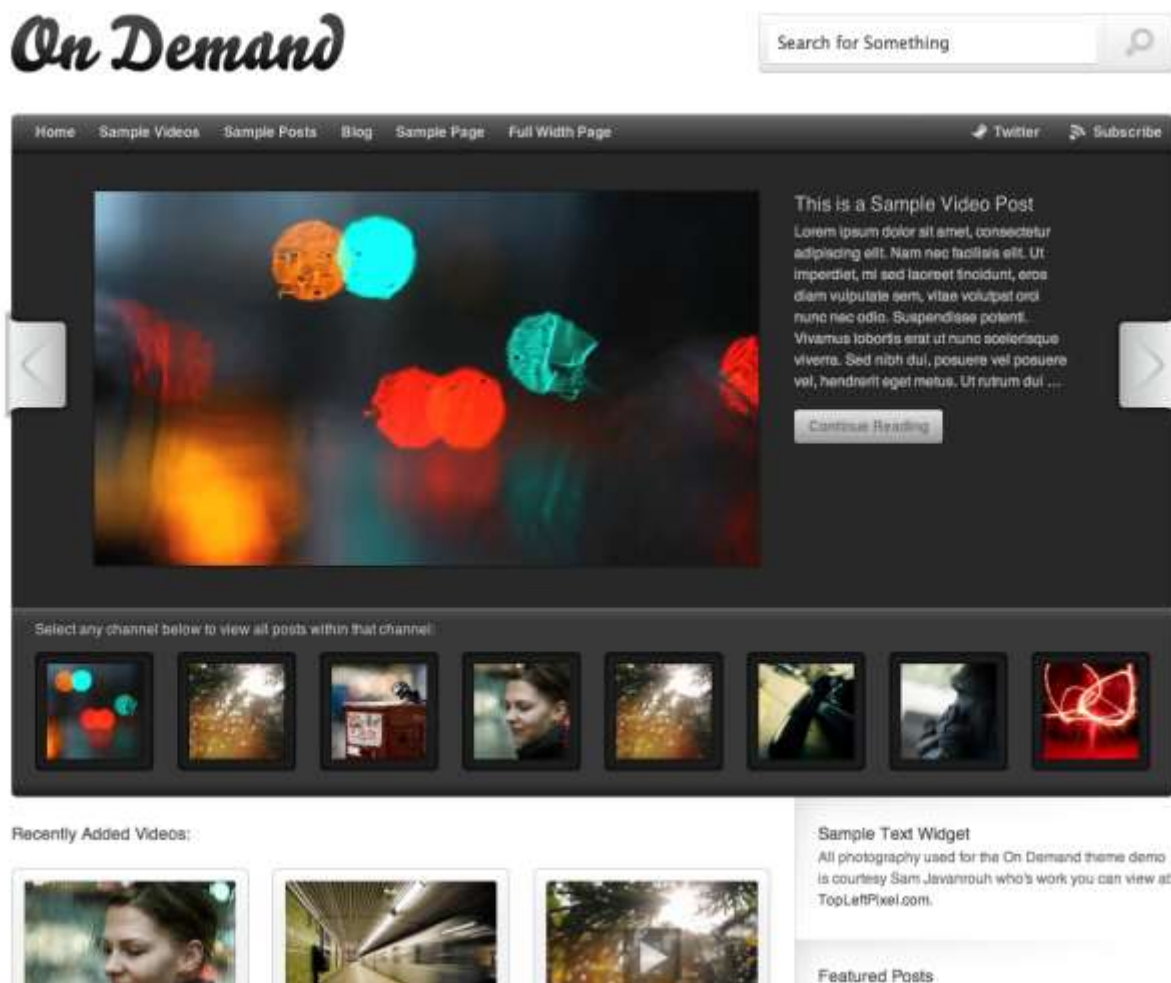 On Demand
Search for Something
Home Sample Videos Sample Posts Blog Sample Page Full Width Page Twitter Subscribe
This is a Sample Video Post
Lorem ipsum dolor sit amet, consectetur
adipiscing elit. Nam nec facilisis elit. Ut
imperdiet, mi sed laoreet tincidunt, eros
diam vulputate sem, vitae volutpat orci
nunc nec odio. Suspendisse potenti.
Vivamus lobortis erat ut nunc scelerisque
viverra. Sed nibh dui, posuere vel posuere
vel, hendrerit eget metus. Ut rutrum dui ...
Continue Reading
Select any channel below to view all posts within that channel:
Recently Added Videos:
Sample Text Widget
All photography used for the On Demand theme demo
is courtesy Sam Javanrouh who's work you can view at
TopLeftPixel.com.
Featured Posts